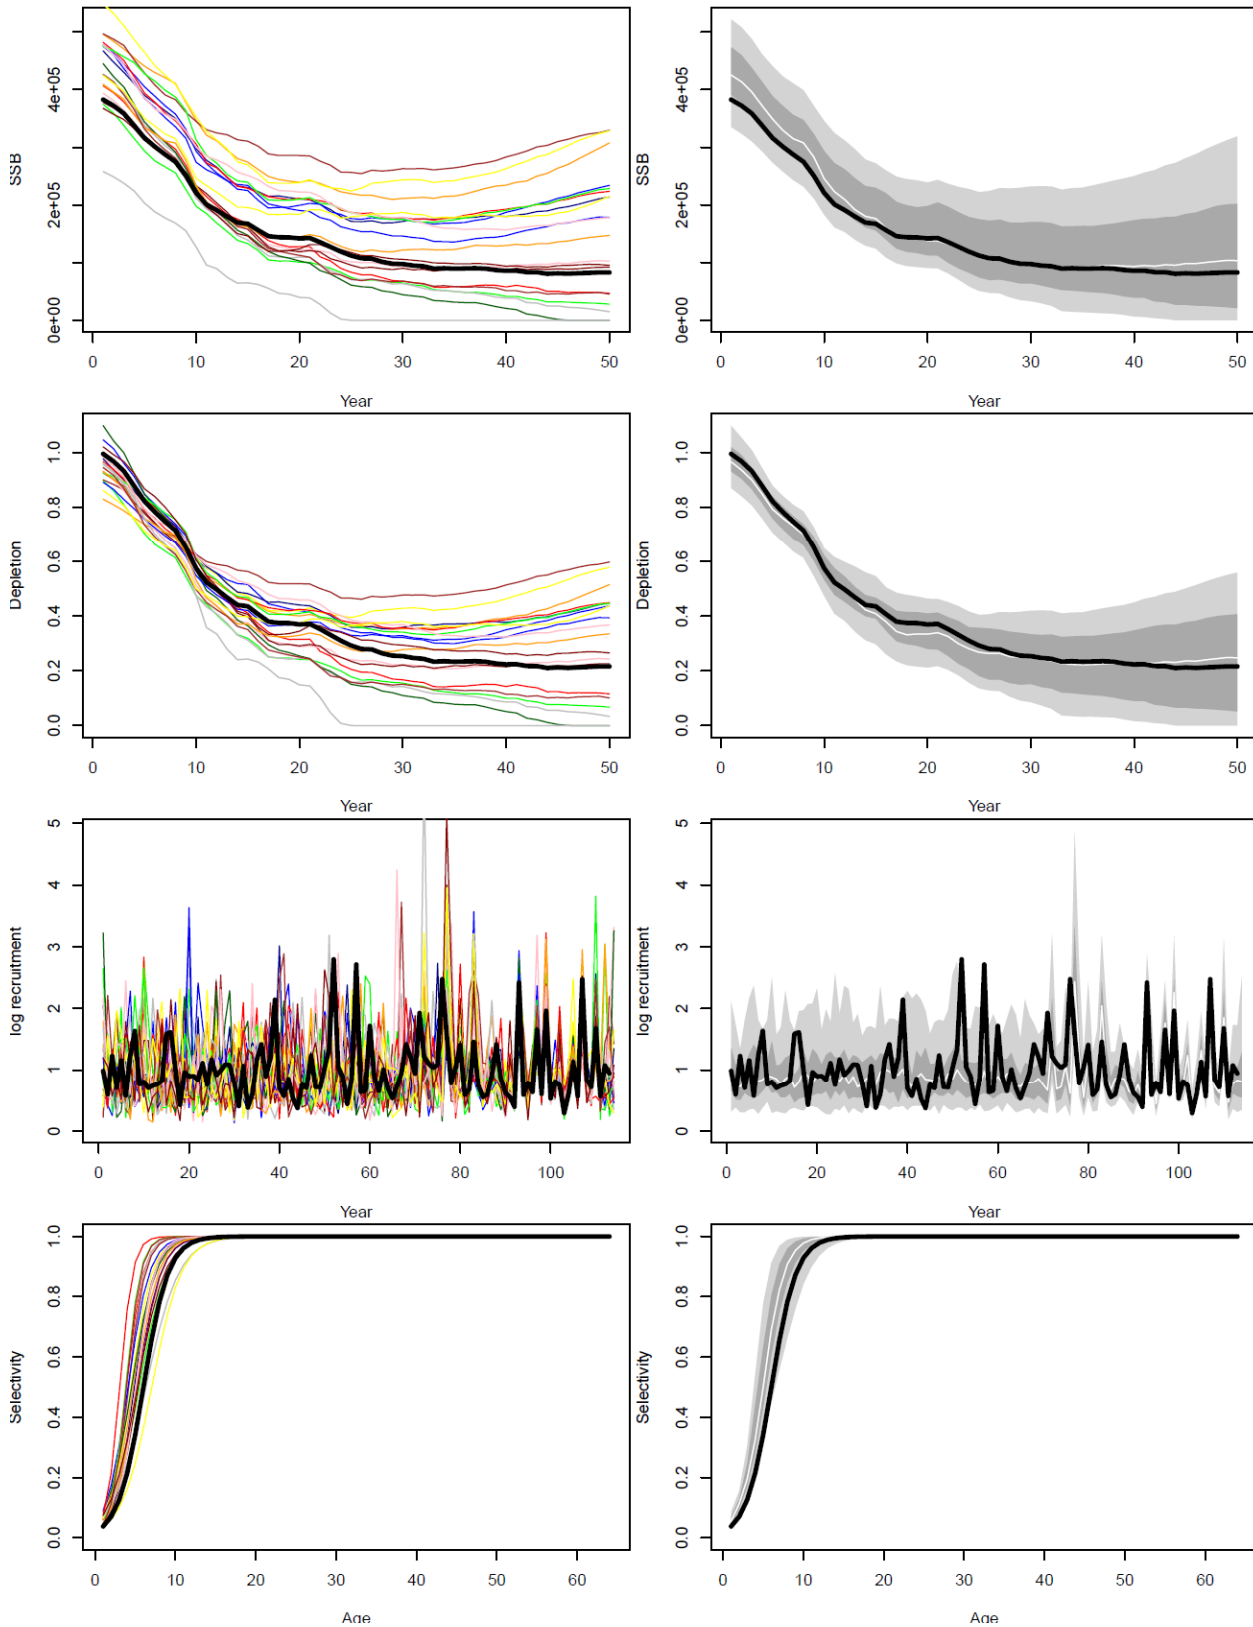 SSB
0e+00 2e+05 4e+05
0 10 20 30 40 50
Year
SSB
0e+00 2e+05 4e+05
0 10 20 30 40 50
Year
Depletion
0.0 0.2 0.4 0.6 0.8 1.0
0 10 20 30 40 50
Year
Depletion
0.0 0.2 0.4 0.6 0.8 1.0
0 10 20 30 40 50
Year
log recruitment
0 1 2 3 4 5
0 20 40 60 80 100
Year
log recruitment
0 1 2 3 4 5
0 20 40 60 80 100
Year
Selectivity
0.0 0.2 0.4 0.6 0.8 1.0
0 10 20 30 40 50 60
Age
Selectivity
0.0 0.2 0.4 0.6 0.8 1.0
0 10 20 30 40 50 60
Age